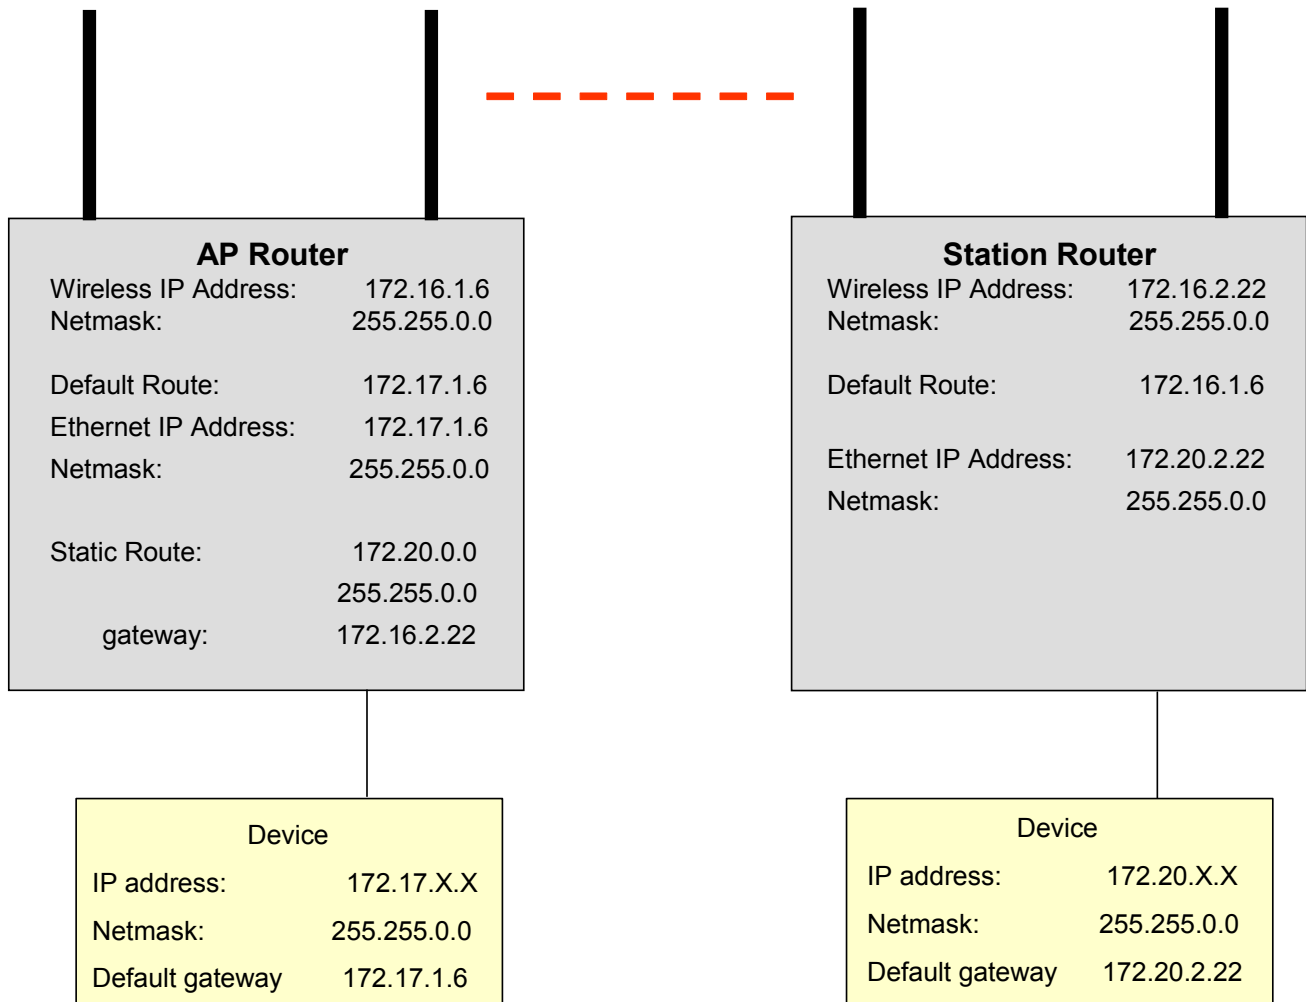 AP Router
Wireless IP Address: 172.16.1.6
Netmask: 255.255.0.0
Default Route: 172.17.1.6
Ethernet IP Address: 172.17.1.6
Netmask: 255.255.0.0
Static Route: 172.20.0.0
255.255.0.0
gateway: 172.16.2.22
Station Router
Wireless IP Address: 172.16.2.22
Netmask: 255.255.0.0
Default Route: 172.16.1.6
Ethernet IP Address: 172.20.2.22
Netmask: 255.255.0.0
Device
IP address: 172.17.X.X
Netmask: 255.255.0.0
Default gateway 172.17.1.6
Device
IP address: 172.20.X.X
Netmask: 255.255.0.0
Default gateway 172.20.2.22